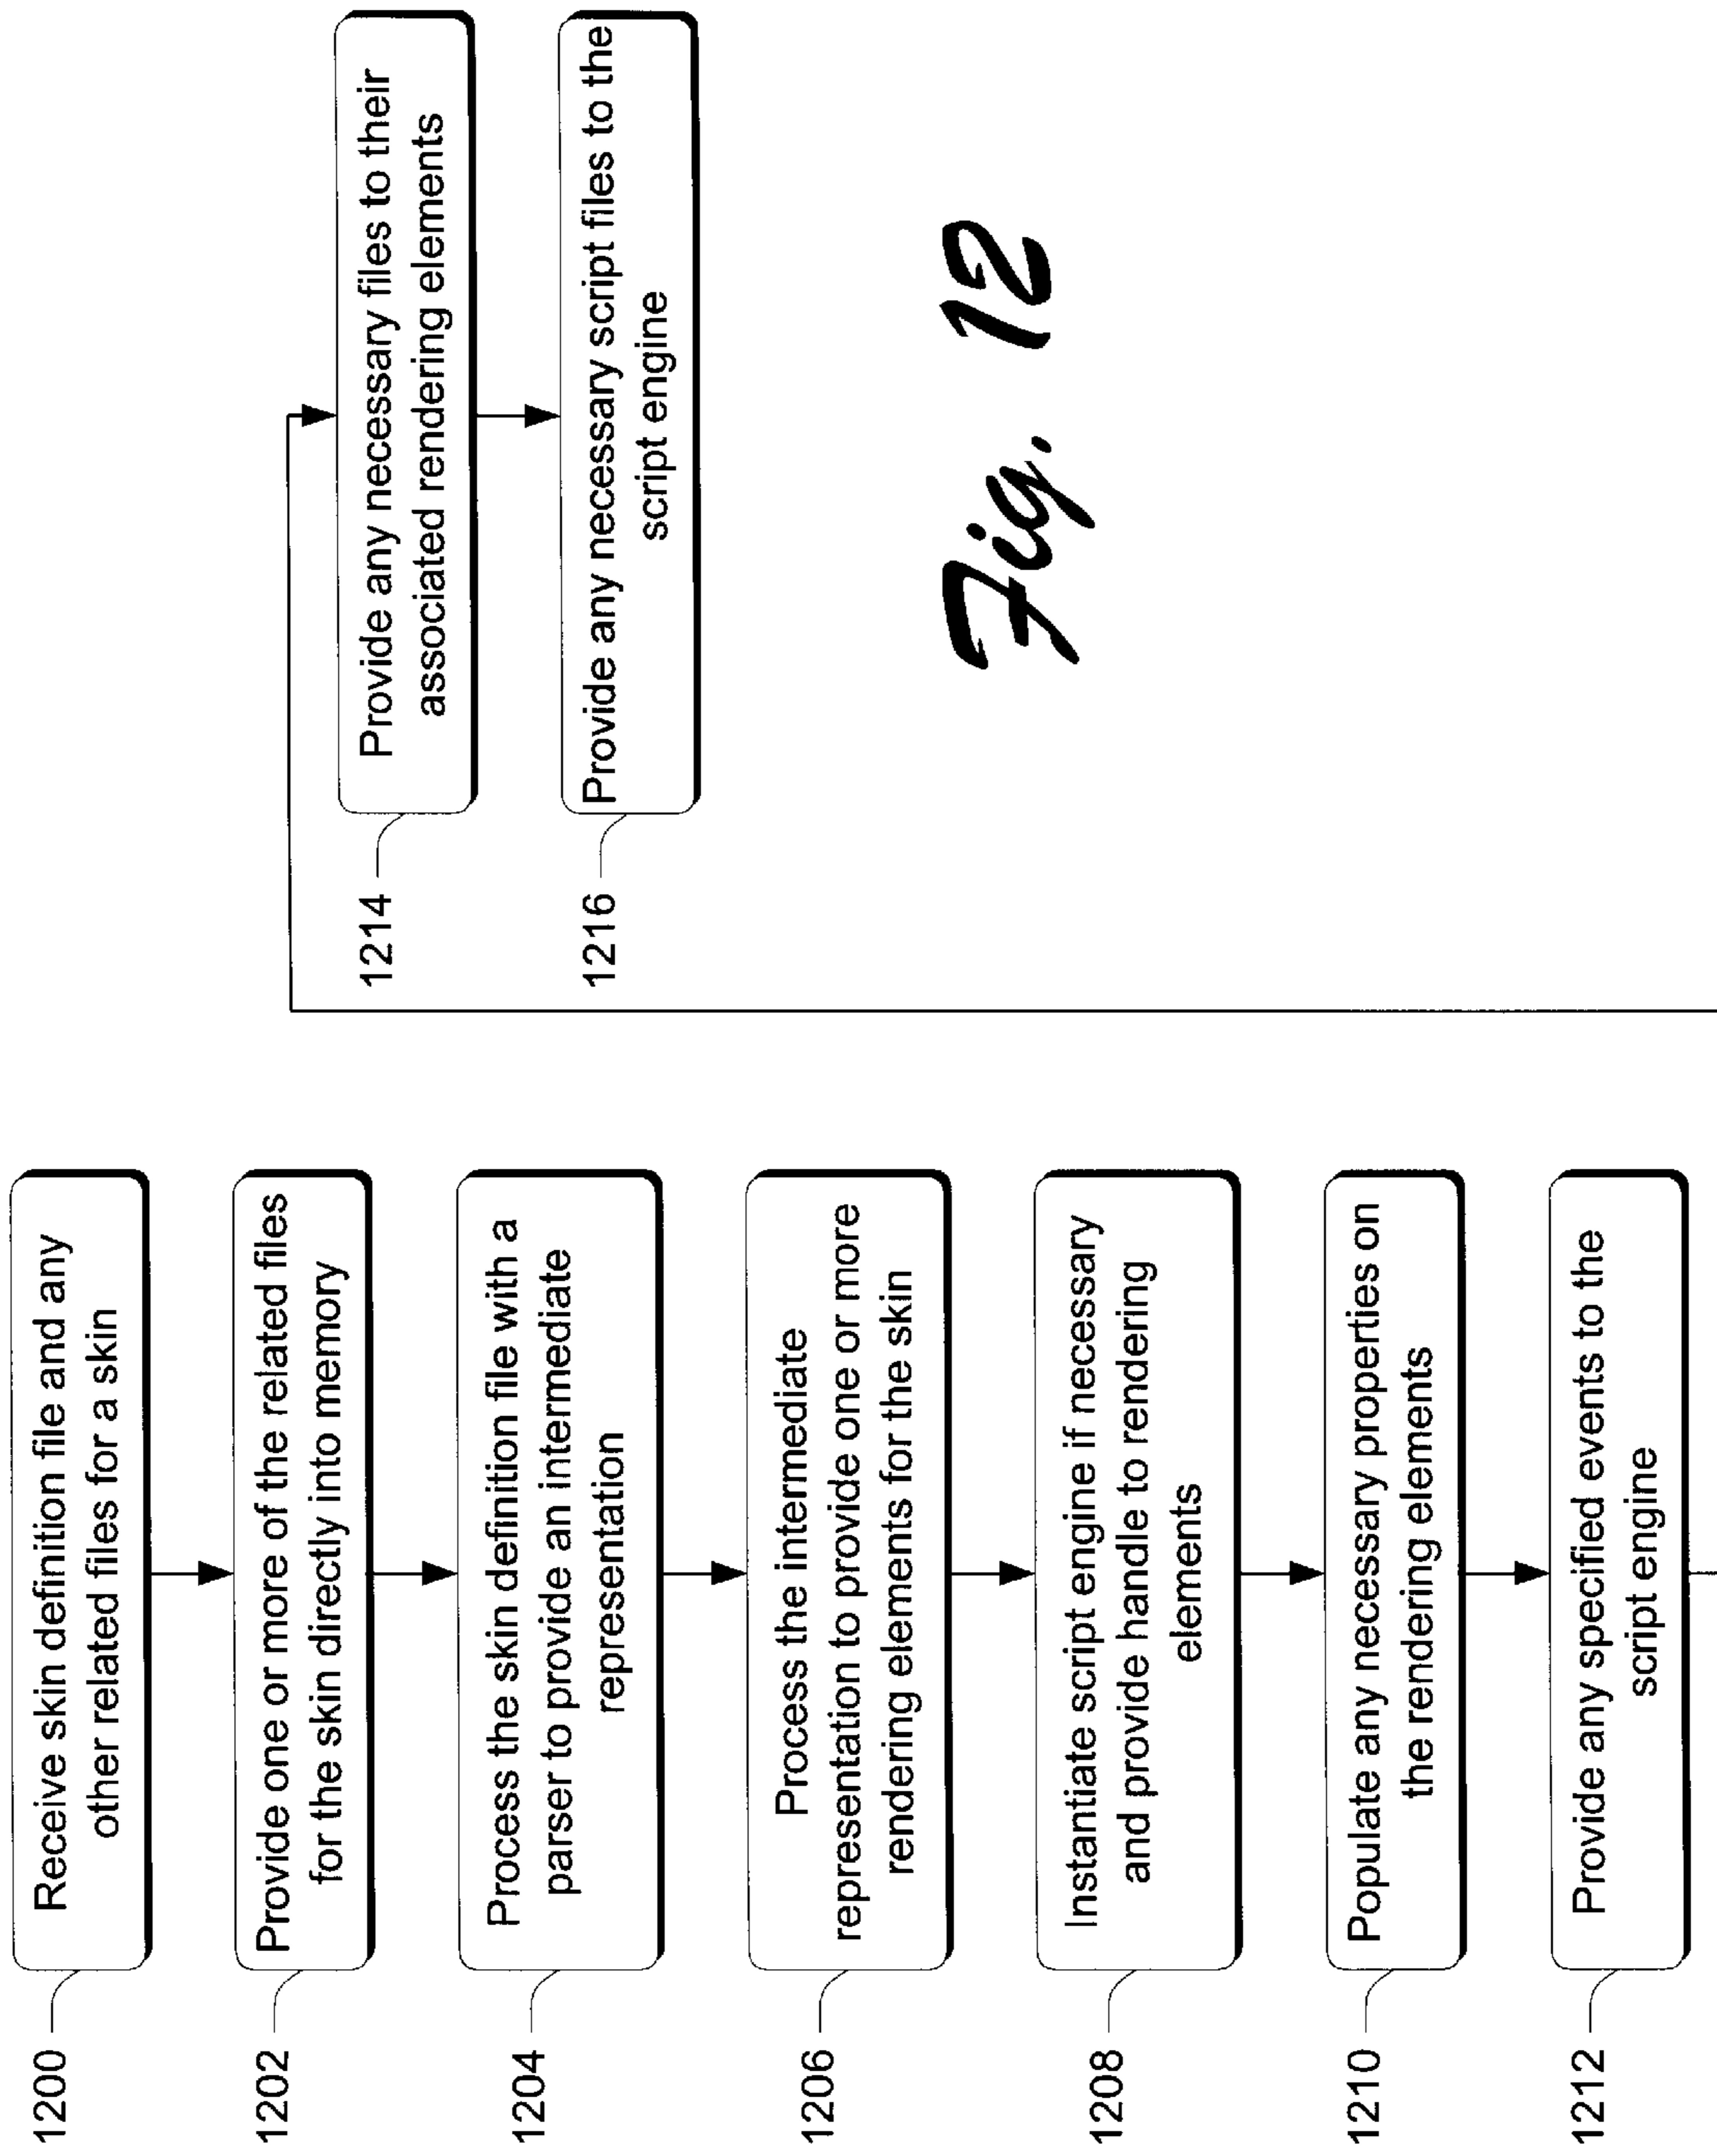 1200
Receive skin definition file and any
other related files for a skin
1202
Provide one or more of the related files
for the skin directly into memory
1204
Process the skin definition file with a
parser to provide an intermediate
representation
1206
Process the intermediate
representation to provide one or more
rendering elements for the skin
1208
Instantiate script engine if necessary
and provide handle to rendering
elements
1210
Populate any necessary properties on
the rendering elements
1212
Provide any specified events to the
script engine
1214
Provide any necessary files to their
associated rendering elements
1216
Provide any necessary script files to the
script engine
Fig. 12